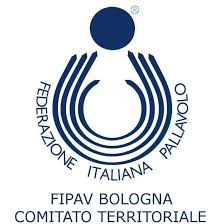 FEDERAZIONE ITALIANA PALLAVOLO
FIPAV BOLOGNA
COMITATO TERRITORIALE